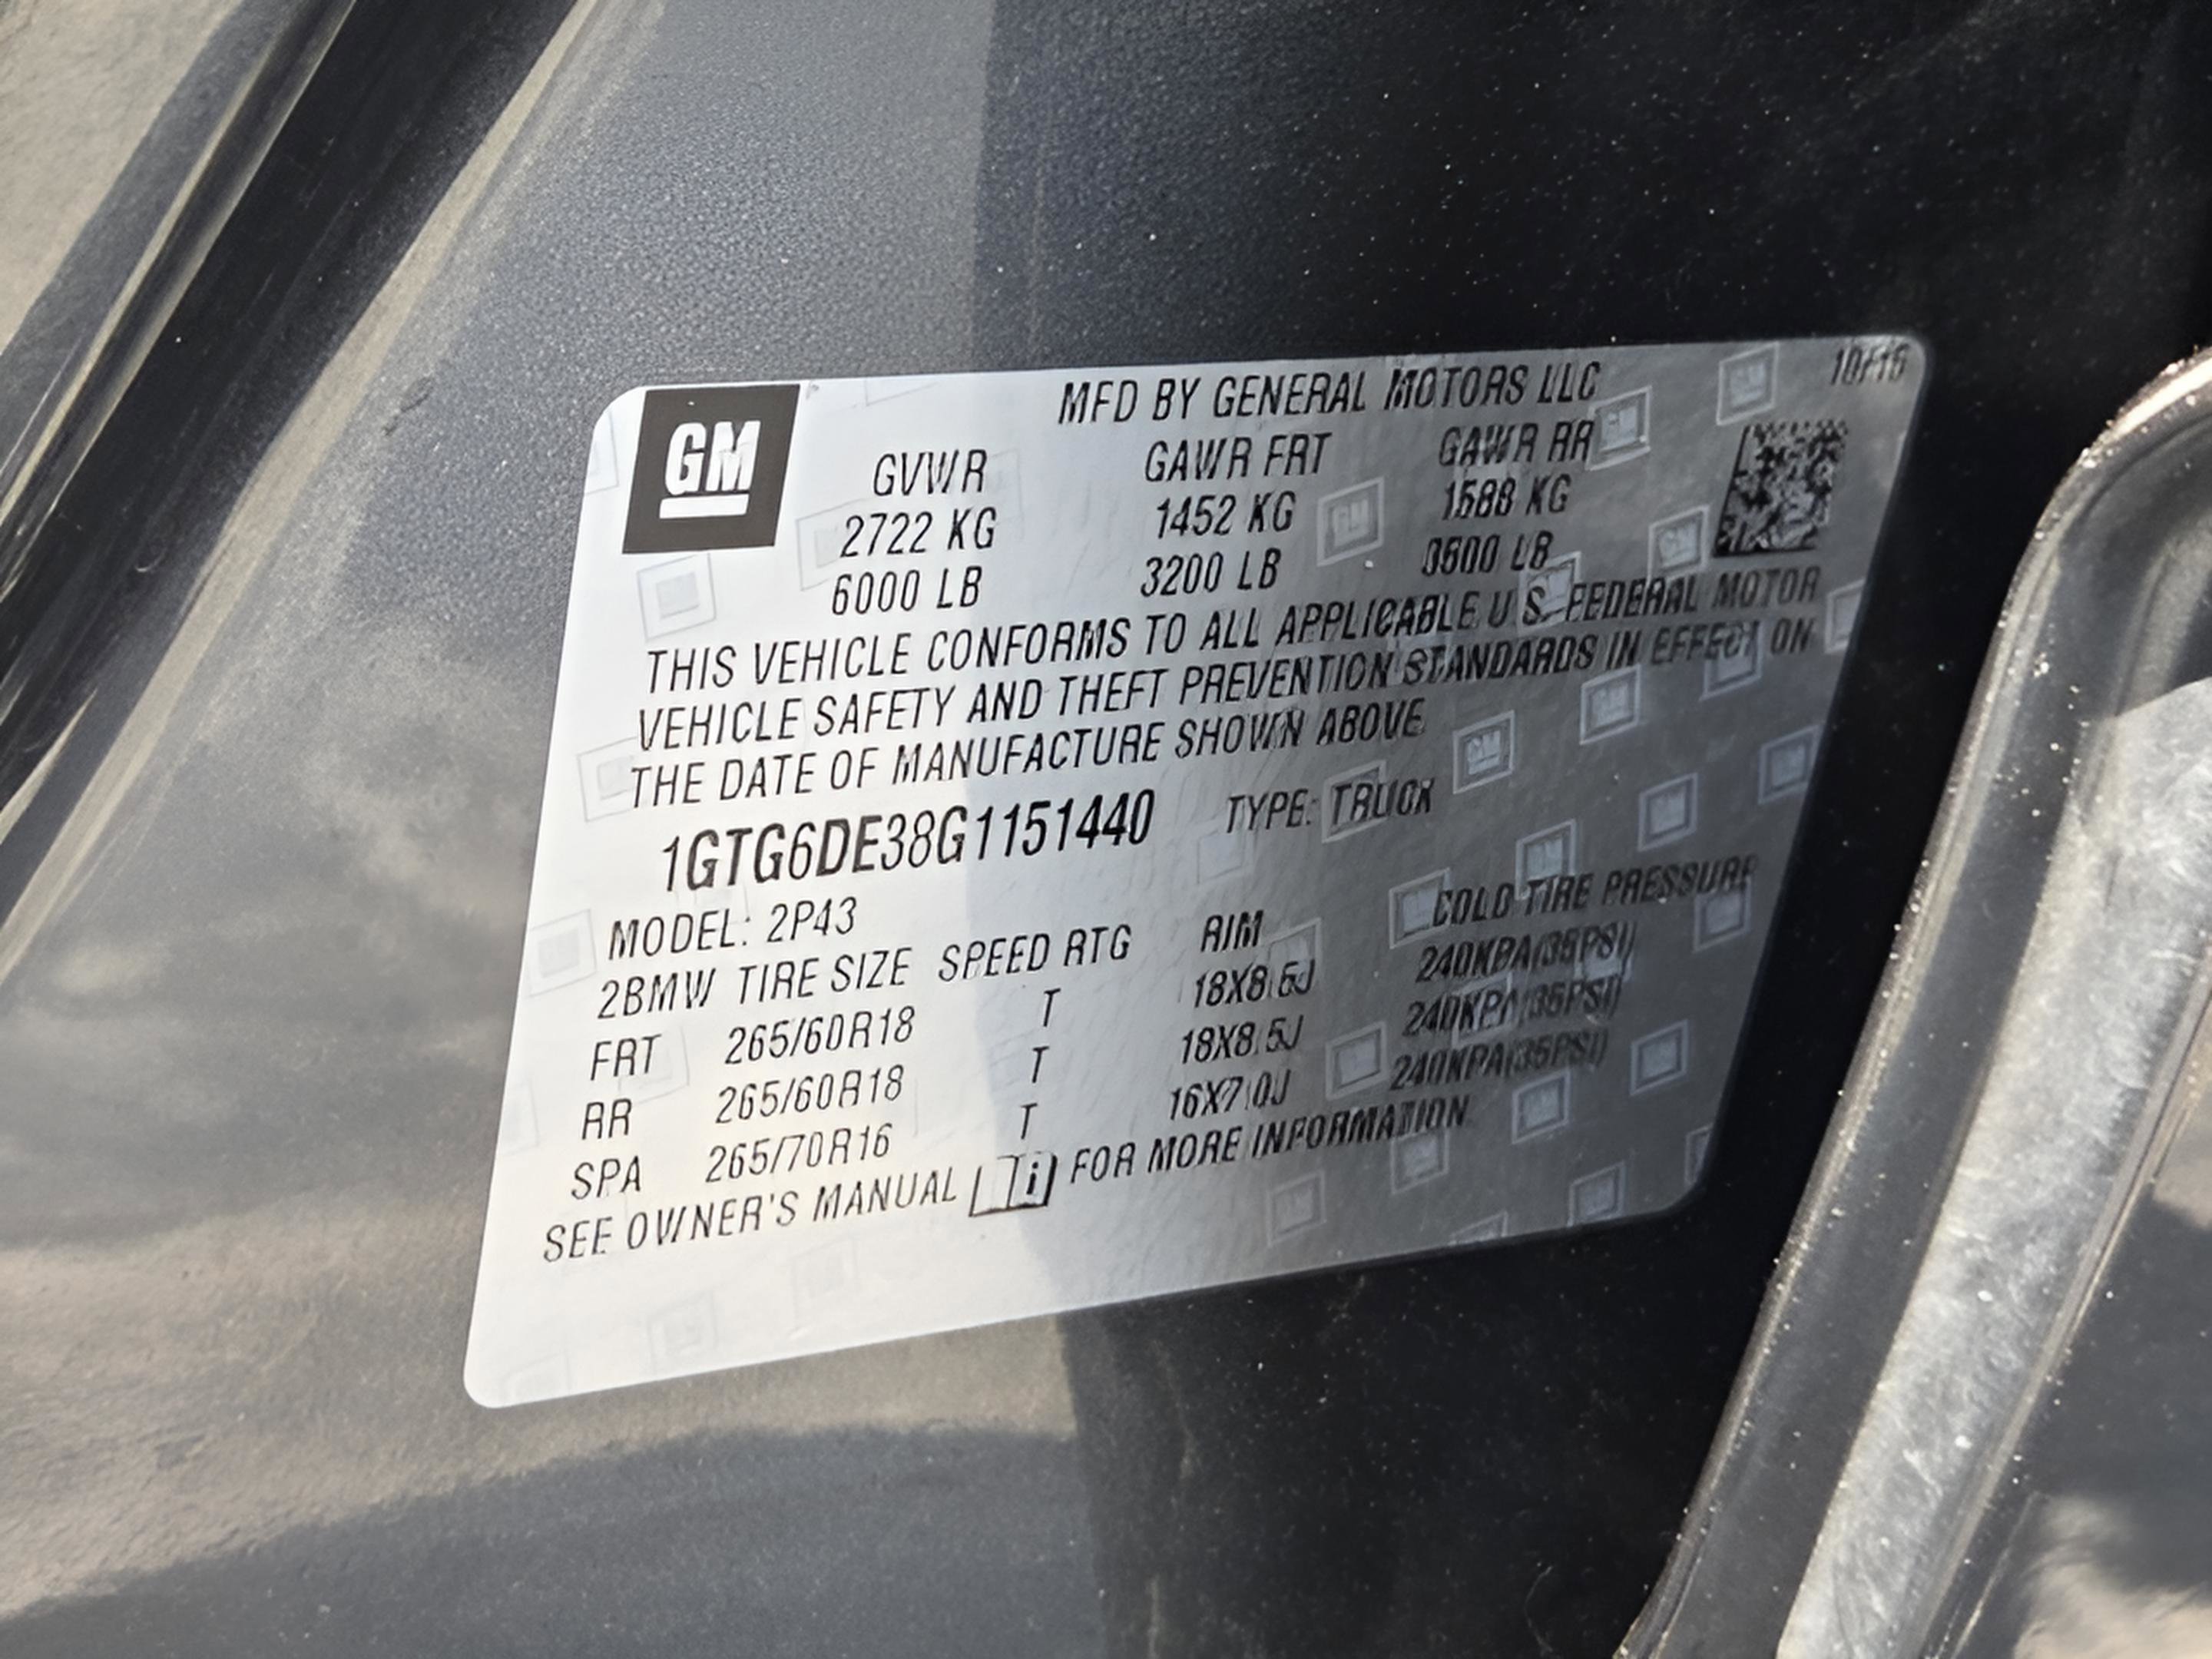 GM
MFD BY GENERAL MOTORS LLC 10/15
GVWR GAWR FRT GAWR RR
2722 KG 1452 KG 1588 KG
6000 LB 3200 LB 3500 LB
THIS VEHICLE CONFORMS TO ALL APPLICABLE U.S. FEDERAL MOTOR
VEHICLE SAFETY AND THEFT PREVENTION STANDARDS IN EFFECT ON
THE DATE OF MANUFACTURE SHOWN ABOVE
1GTG6DE38G1151440 TYPE: TRUCK
MODEL: 2P43
2BMW TIRE SIZE SPEED RTG RIM COLD TIRE PRESSURE
FRT 265/60R18 T 18X8.5J 240KPA(35PSI)
RR 265/60R18 T 18X8.5J 240KPA(35PSI)
SPA 265/70R16 T 16X7.0J 240KPA(35PSI)
SEE OWNER'S MANUAL i FOR MORE INFORMATION